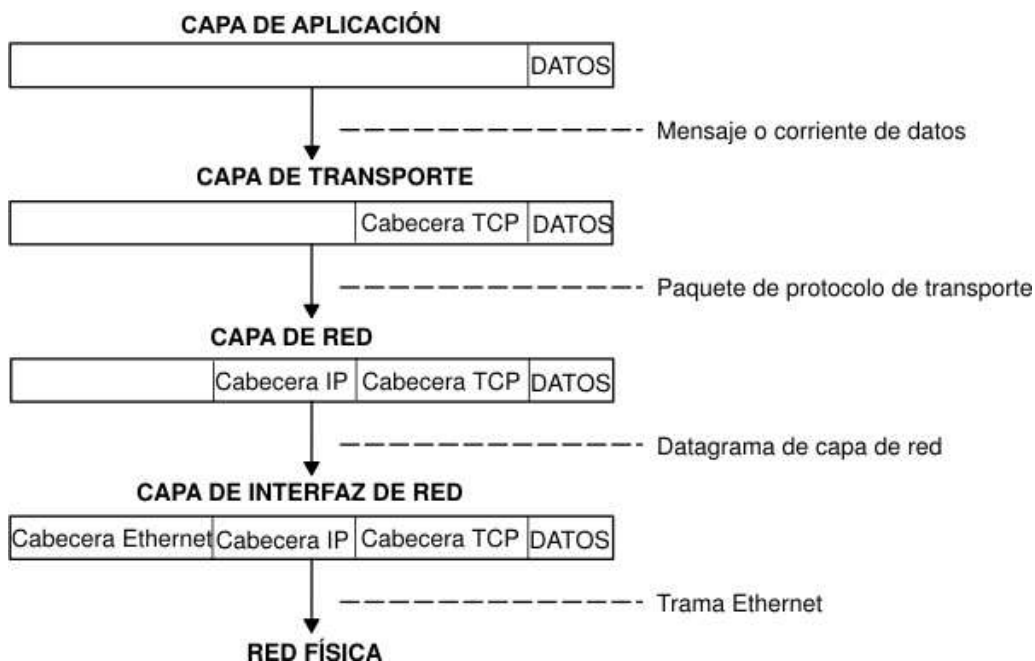 CAPA DE APLICACIÓN
DATOS
Mensaje o corriente de datos
CAPA DE TRANSPORTE
Cabecera TCP DATOS
Paquete de protocolo de transporte
CAPA DE RED
Cabecera IP Cabecera TCP DATOS
Datagrama de capa de red
CAPA DE INTERFAZ DE RED
Cabecera Ethernet Cabecera IP Cabecera TCP DATOS
Trama Ethernet
RED FÍSICA